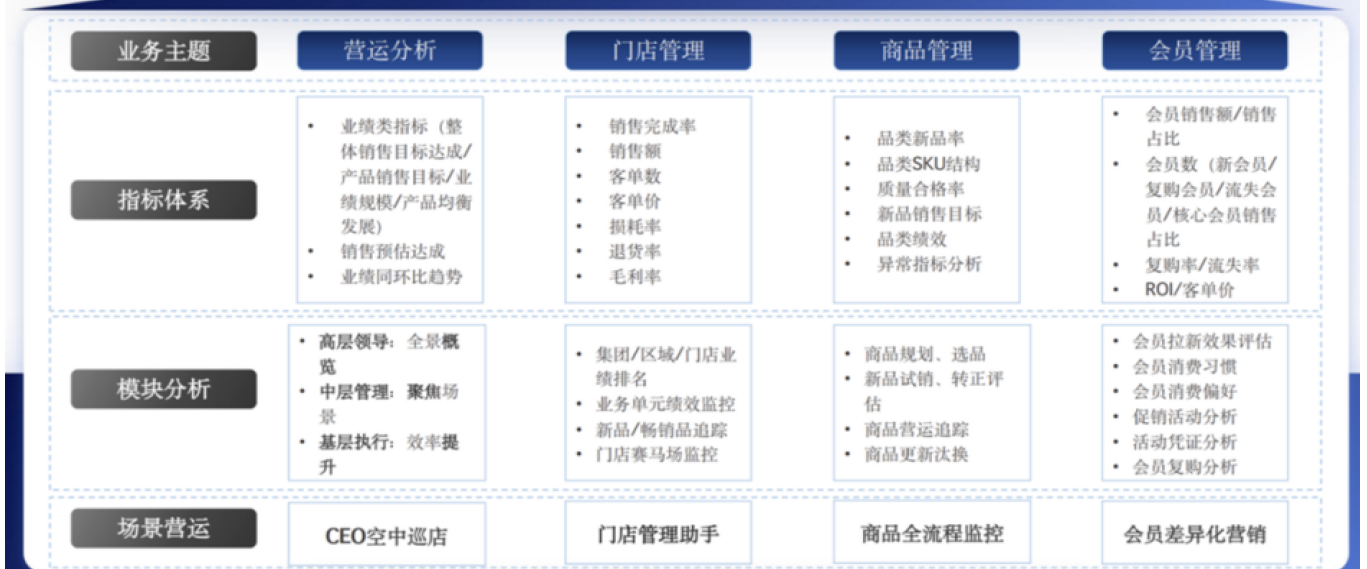 业务主题
营运分析
门店管理
商品管理
会员管理
指标体系
• 业绩类指标（整
体销售目标达成/
产品销售目标/业
绩规模/产品均衡
发展）
• 销售预估达成
• 业绩同环比趋势
• 销售完成率
• 销售额
• 客单数
• 客单价
• 损耗率
• 退货率
• 毛利率
• 品类新品率
• 品类SKU结构
• 质量合格率
• 新品销售目标
• 品类绩效
• 异常指标分析
• 会员销售额/销售
占比
• 会员数（新会员/
复购会员/流失会
员/核心会员销售
占比
• 复购率/流失率
• ROI/客单价
模块分析
• 高层领导：全景概
览
• 中层管理：聚焦场
景
• 基层执行：效率提
升
• 集团/区域/门店业
绩排名
• 业务单元绩效监控
• 新品/畅销品追踪
• 门店赛马场监控
• 商品规划、选品
• 新品试销、转正评
估
• 商品营运追踪
• 商品更新汰换
• 会员拉新效果评估
• 会员消费习惯
• 会员消费偏好
• 促销活动分析
• 活动凭证分析
• 会员复购分析
场景营运
CEO空中巡店
门店管理助手
商品全流程监控
会员差异化营销